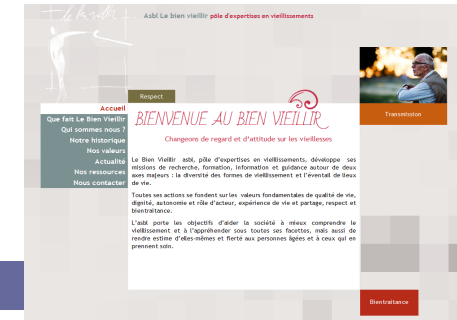 Asbl Le bien vieillir pôle d'expertises en vieillissements
Respect
Accueil
Que fait Le Bien Vieillir
Qui sommes nous ?
Notre historique
Nos valeurs
Actualité
Nos ressources
Nous contacter
BIENVENUE AU BIEN VIEILLIR
Changeons de regard et d'attitude sur les vieillesses
Le Bien Vieillir asbl, pôle d'expertises en vieillissements, développe ses
missions de recherche, formation, information et guidance autour de deux
axes majeurs : la diversité des formes de vieillissement et l'éventail de lieux
de vie.
Toutes ses actions se fondent sur les valeurs fondamentales de qualité de vie,
dignité, autonomie et rôle d'acteur, expérience de vie et partage, respect et
bientraitance.
L'asbl porte les objectifs d'aider la société à mieux comprendre le
vieillissement et à l'appréhender sous toutes ses facettes, mais aussi de
rendre estime d'elles-mêmes et fierté aux personnes âgées et à ceux qui en
prennent soin.
Transmission
Bientraitance